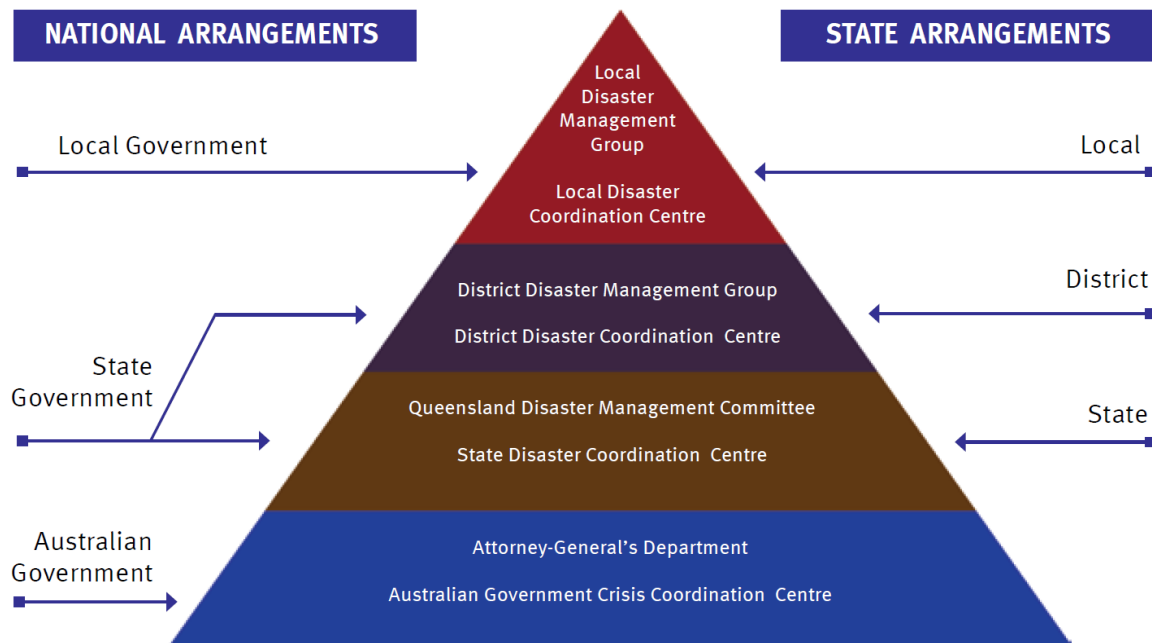 NATIONAL ARRANGEMENTS
STATE ARRANGEMENTS
Local
Disaster
Management
Group
Local Government
Local
Local Disaster
Coordination Centre
District Disaster Management Group
District
District Disaster Coordination Centre
State
Government
Queensland Disaster Management Committee
State
State Disaster Coordination Centre
Australian
Government
Attorney-General’s Department
Australian Government Crisis Coordination Centre